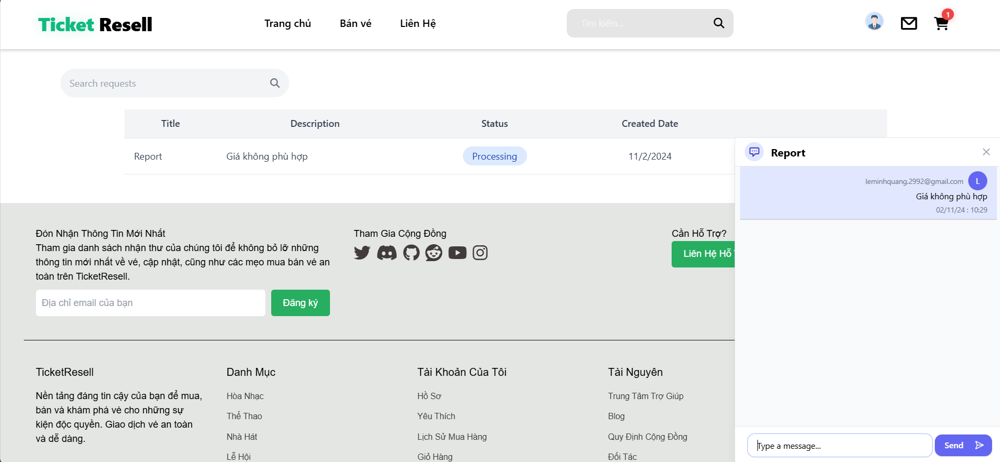 Ticket Resell
Trang chủ
Bán vé
Liên Hệ
Tìm kiếm...
1
Search requests
Title Description Status Created Date
Report Giá không phù hợp Processing 11/2/2024
Report
leminhquang.2992@gmail.com
L
Giá không phù hợp
02/11/24 : 10:29
Type a message...
Send
Đón Nhận Thông Tin Mới Nhất
Tham gia danh sách nhận thư của chúng tôi để không bỏ lỡ những
thông tin mới nhất về vé, cập nhật, cũng như các mẹo mua bán vé an
toàn trên TicketResell.
Địa chỉ email của bạn
Đăng ký
Tham Gia Cộng Đồng
Cần Hỗ Trợ?
Liên Hệ Hỗ
TicketResell
Nền tảng đáng tin cậy của bạn để mua,
bán và khám phá vé cho những sự
kiện độc quyền. Giao dịch vé an toàn
và dễ dàng.
Danh Mục
Hòa Nhạc
Thể Thao
Nhà Hát
Lễ Hội
Tài Khoản Của Tôi
Hồ Sơ
Yêu Thích
Lịch Sử Mua Hàng
Giỏ Hàng
Tài Nguyên
Trung Tâm Trợ Giúp
Blog
Quy Định Cộng Đồng
Đối Tác